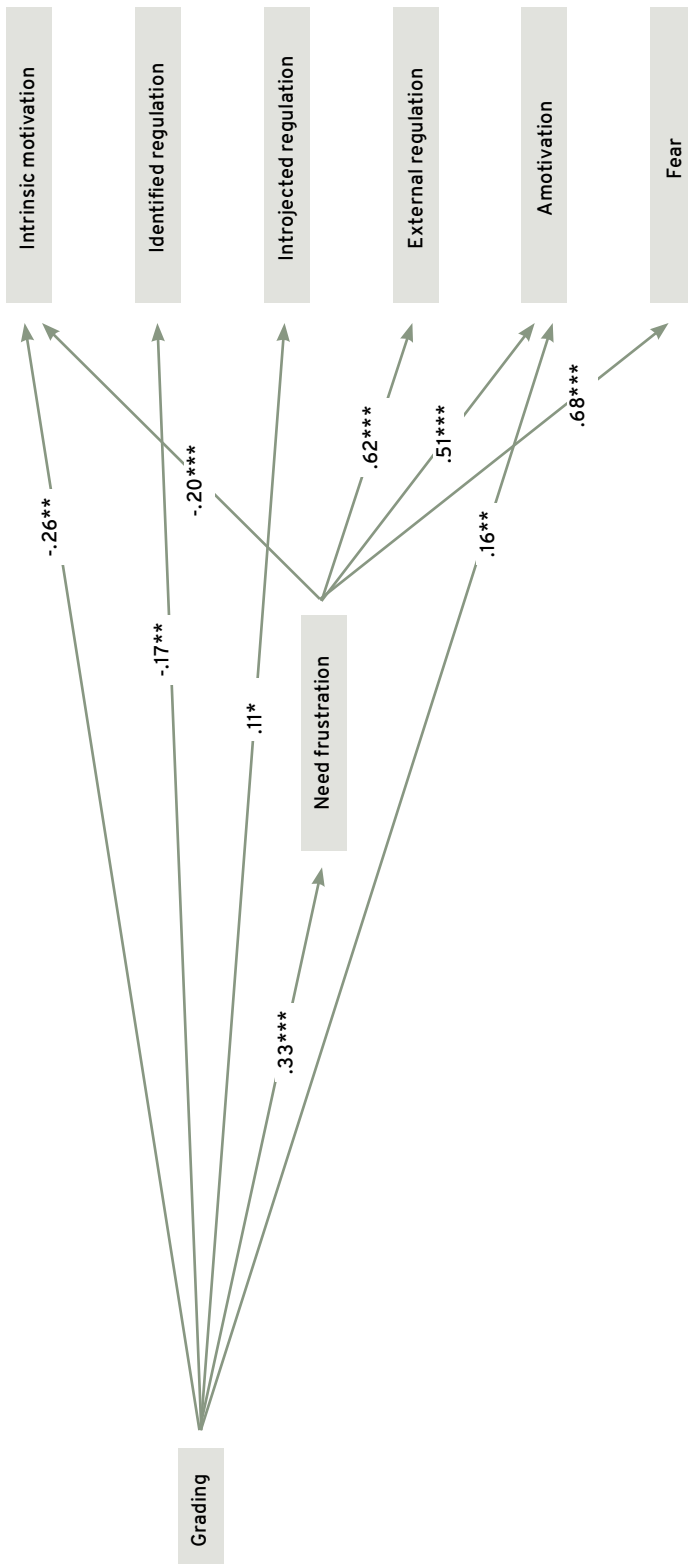 Intrinsic motivation
Identified regulation
Introjected regulation
External regulation
Amotivation
Fear
-.26**
-.20***
-.17**
.11*
.62***
.51***
.68***
.16**
Need frustration
.33***
Grading